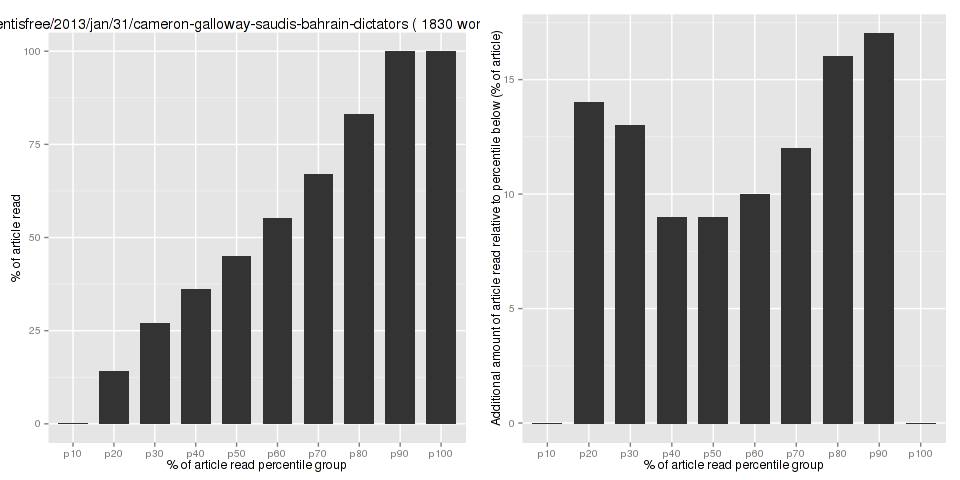 entisfree/2013/jan/31/cameron-galloway-saudis-bahrain-dictators ( 1830 wor
% of article read
100
75
50
25
0
p10 p20 p30 p40 p50 p60 p70 p80 p90 p100
% of article read percentile group
Additional amount of article read relative to percentile below (% of article)
15
10
5
0
p10 p20 p30 p40 p50 p60 p70 p80 p90 p100
% of article read percentile group